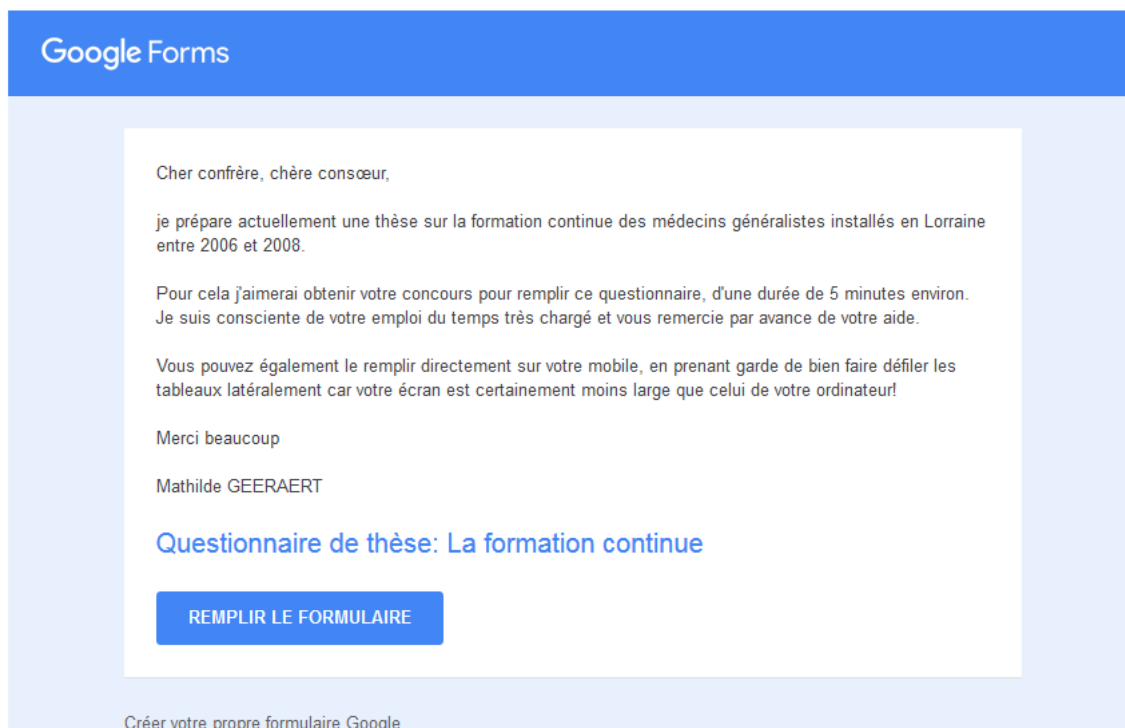 Google Forms
Cher confrère, chère consœur,
je prépare actuellement une thèse sur la formation continue des médecins généralistes installés en Lorraine
entre 2006 et 2008.
Pour cela j'aimerai obtenir votre concours pour remplir ce questionnaire, d'une durée de 5 minutes environ.
Je suis consciente de votre emploi du temps très chargé et vous remercie par avance de votre aide.
Vous pouvez également le remplir directement sur votre mobile, en prenant garde de bien faire défiler les
tableaux latéralement car votre écran est certainement moins large que celui de votre ordinateur!
Merci beaucoup
Mathilde GEERAERT
Questionnaire de thèse: La formation continue
REMPLIR LE FORMULAIRE
Créer votre propre formulaire Google